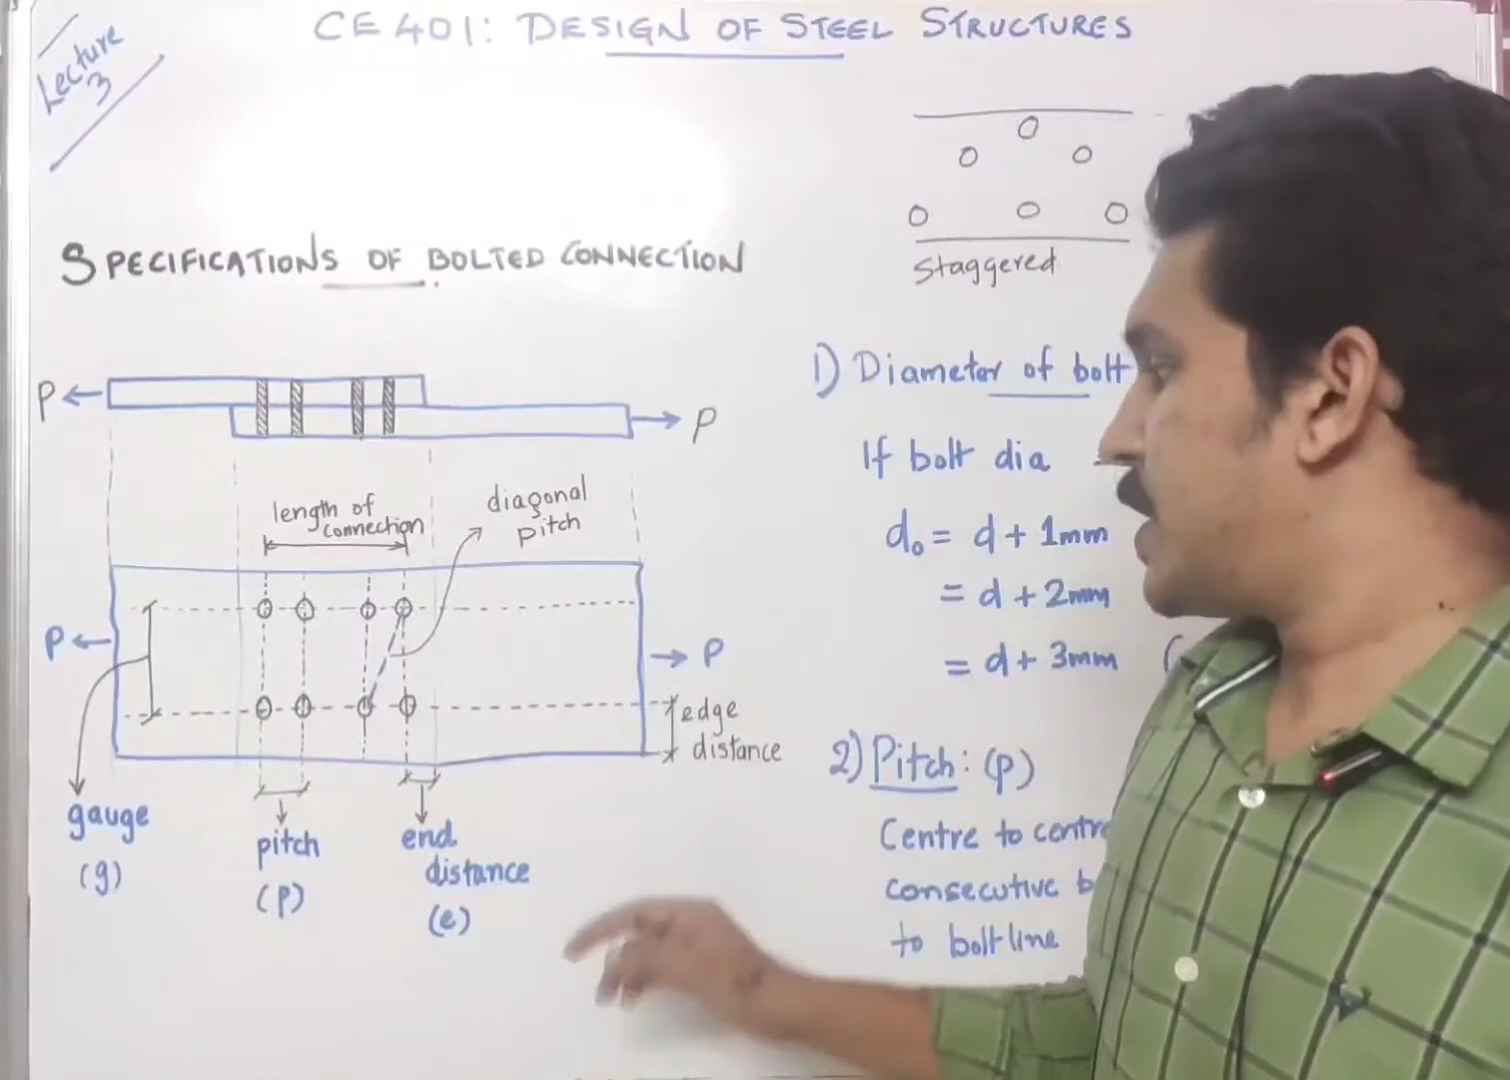 Lecture
3
CE 401: DESIGN OF STEEL STRUCTURES
Staggered
SPECIFICATIONS OF BOLTED CONNECTION
P
P
length of
connection
diagonal
pitch
P
P
edge
distance
gauge
(g)
pitch
(p)
end
distance
(e)
1) Diameter of bolt
If bolt dia
d₀ = d + 1mm
= d + 2mm
= d + 3mm (
2) Pitch: (p)
Centre to centre
consecutive b
to bolt line